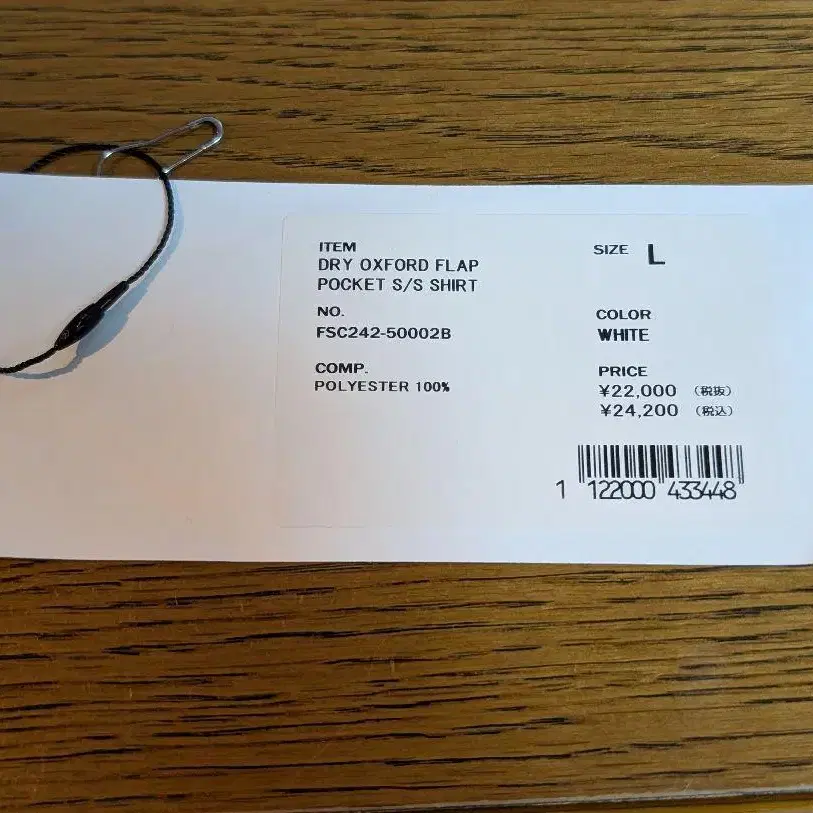 ITEM
DRY OXFORD FLAP
POCKET S/S SHIRT
NO.
FSC242-50002B
COMP.
POLYESTER 100%
SIZE L
COLOR
WHITE
PRICE
¥22,000 (税抜)
¥24,200 (税込)
1 122000 433448